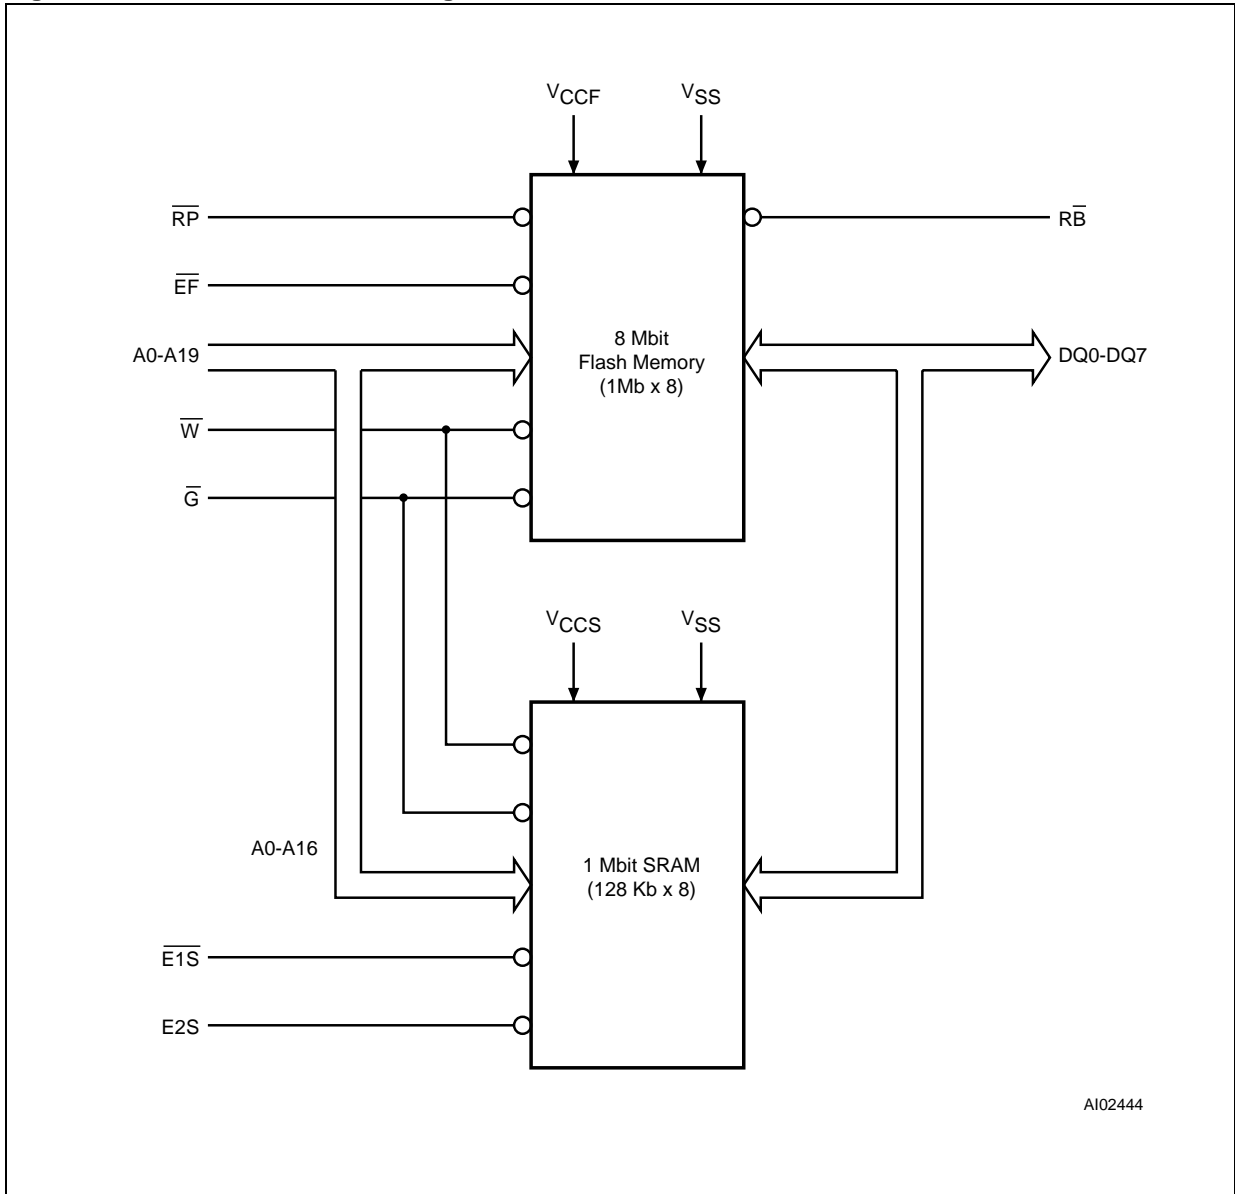 VCCF VSS
RP RB
EF
8 Mbit
Flash Memory
(1Mb x 8)
A0-A19 DQ0-DQ7
W
G
VCCS VSS
A0-A16
1 Mbit SRAM
(128 Kb x 8)
E1S
E2S
AI02444